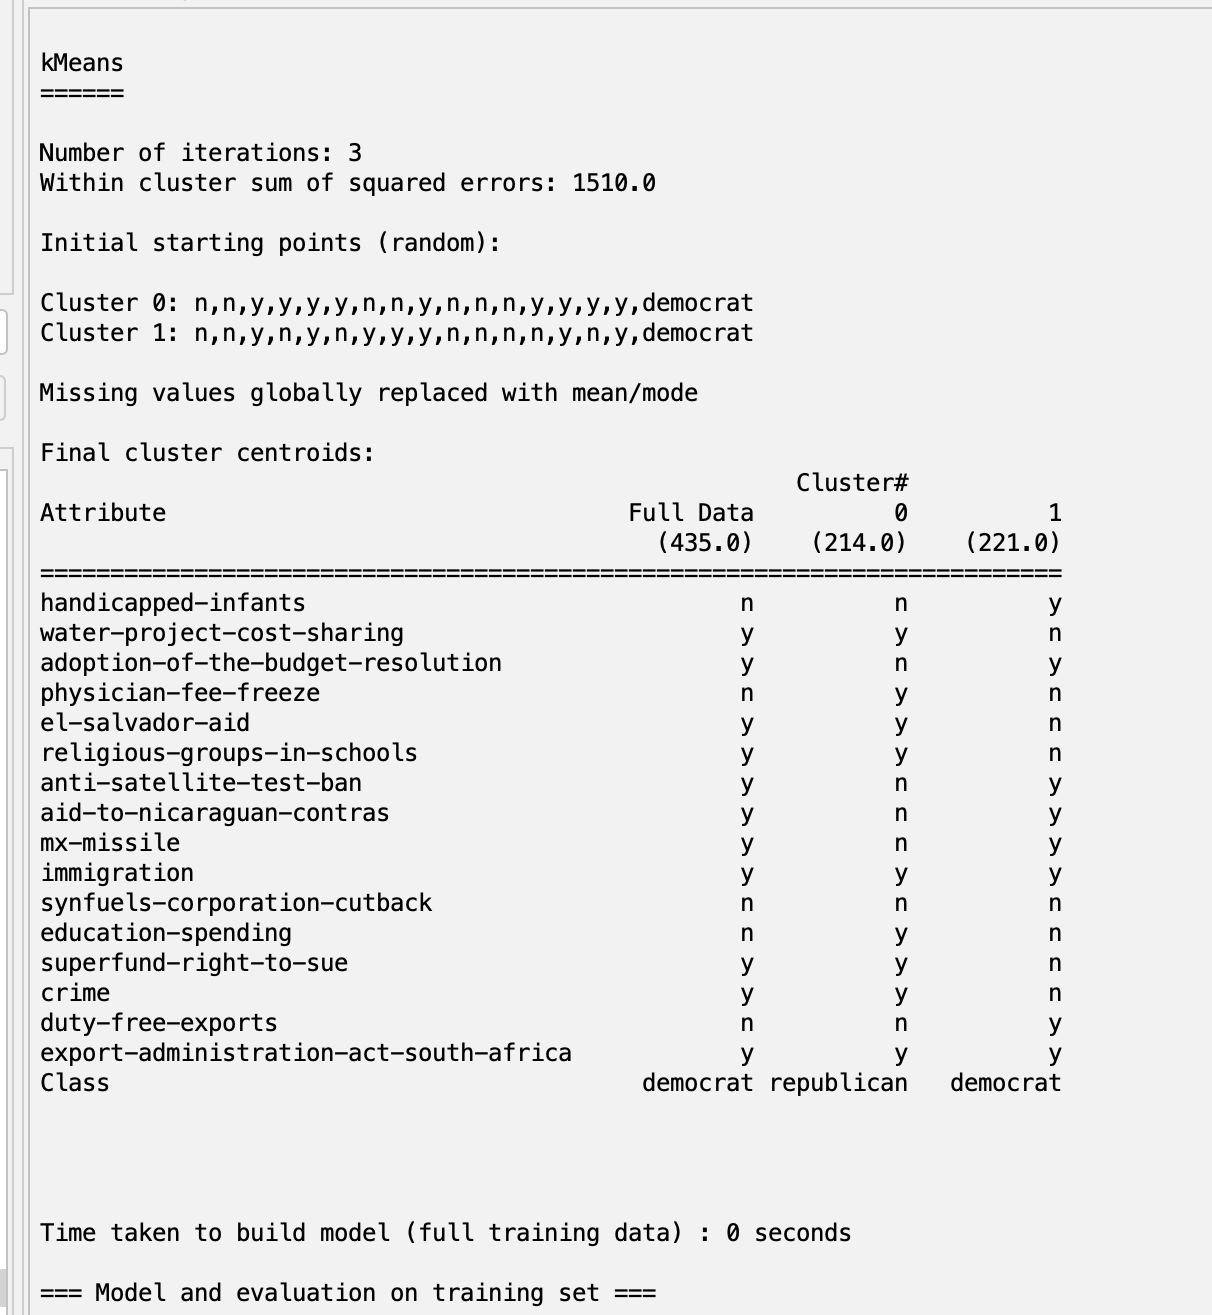 kMeans
======
Number of iterations: 3
Within cluster sum of squared errors: 1510.0
Initial starting points (random):
Cluster 0: n,n,y,y,y,y,n,n,y,n,n,n,y,y,y,y,democrat
Cluster 1: n,n,y,n,y,n,y,y,y,n,n,n,n,y,n,y,democrat
Missing values globally replaced with mean/mode
Final cluster centroids:
Cluster#
Attribute Full Data 0 1
(435.0) (214.0) (221.0)
=========================================================================
handicapped-infants n n y
water-project-cost-sharing y y n
adoption-of-the-budget-resolution y n y
physician-fee-freeze n y n
el-salvador-aid y y n
religious-groups-in-schools y y n
anti-satellite-test-ban y n y
aid-to-nicaraguan-contras y n y
mx-missile y n y
immigration y y y
synfuels-corporation-cutback n n n
education-spending n y n
superfund-right-to-sue y y n
crime y y n
duty-free-exports n n y
export-administration-act-south-africa y y y
Class democrat republican democrat
Time taken to build model (full training data) : 0 seconds
=== Model and evaluation on training set ===